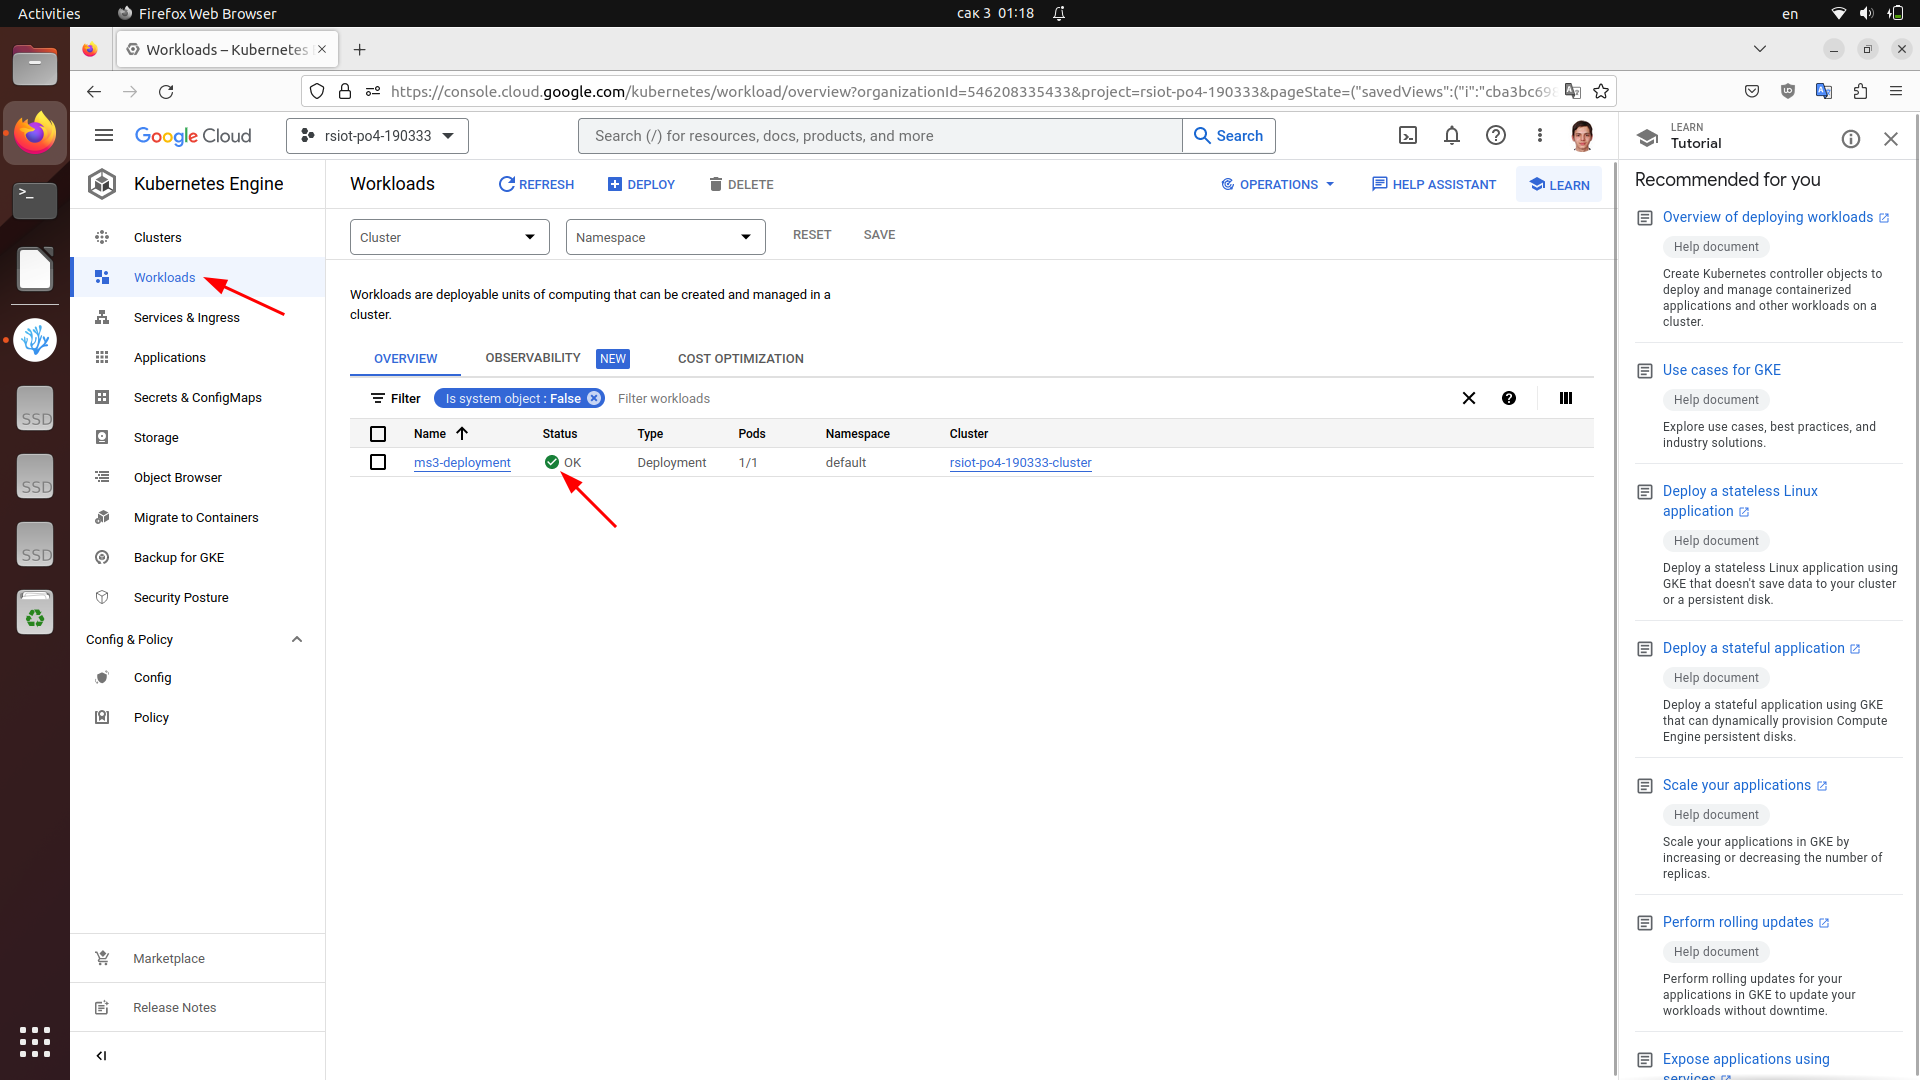 Activities
Firefox Web Browser
сак 3 01:18
en
Workloads – Kubernetes
https://console.cloud.google.com/kubernetes/workload/overview?organizationId=546208335433&project=rsiot-po4-190333&pageState=("savedViews":("i":"cba3bc69
Google Cloud
rsiot-po4-190333
Search (/) for resources, docs, products, and more
Search
LEARN
Tutorial
Kubernetes Engine
Workloads
REFRESH
DEPLOY
DELETE
OPERATIONS
HELP ASSISTANT
LEARN
Clusters
Workloads
Services & Ingress
Applications
Secrets & ConfigMaps
Storage
Object Browser
Migrate to Containers
Backup for GKE
Security Posture
Config & Policy
Config
Policy
Marketplace
Release Notes
SSD
SSD
SSD
Cluster
Namespace
RESET
SAVE
Workloads are deployable units of computing that can be created and managed in a
cluster.
OVERVIEW
OBSERVABILITY
NEW
COST OPTIMIZATION
Filter
Is system object : False
Filter workloads
Name Status Type Pods Namespace Cluster
ms3-deployment OK Deployment 1/1 default rsiot-po4-190333-cluster
Recommended for you
Overview of deploying workloads
Help document
Create Kubernetes controller objects to
deploy and manage containerized
applications and other workloads on a
cluster.
Use cases for GKE
Help document
Explore use cases, best practices, and
industry solutions.
Deploy a stateless Linux
application
Help document
Deploy a stateless Linux application using
GKE that doesn't save data to your cluster
or a persistent disk.
Deploy a stateful application
Help document
Deploy a stateful application using GKE
that can dynamically provision Compute
Engine persistent disks.
Scale your applications
Help document
Scale your applications in GKE by
increasing or decreasing the number of
replicas.
Perform rolling updates
Help document
Perform rolling updates for your
applications in GKE to update your
workloads without downtime.
Expose applications using
services